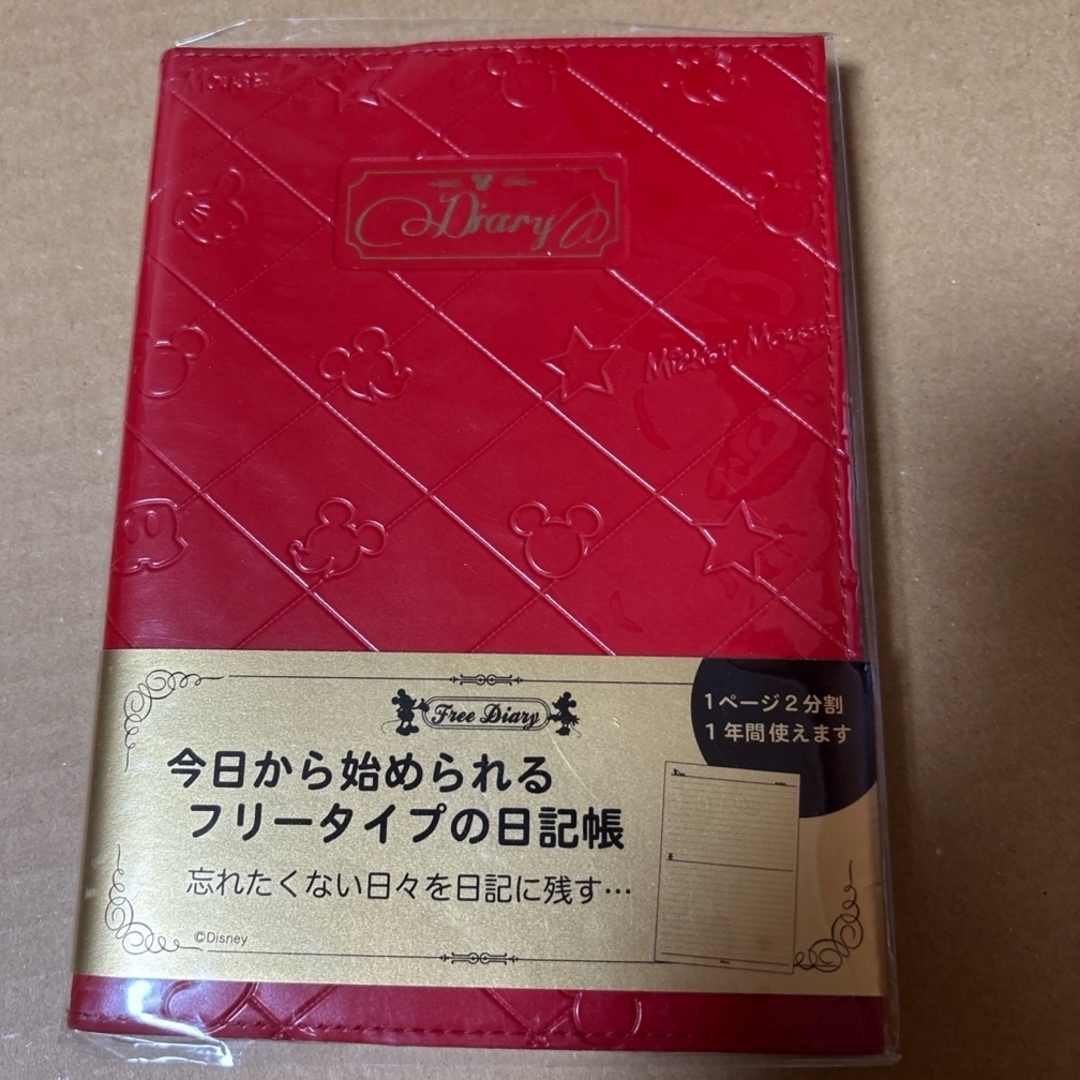 Mouse
Diary
Mickey Mouse
1ページ2分割
1年間使えます
Free Diary
今日から始められる
フリータイプの日記帳
忘れたくない日々を日記に残す…
©Disney